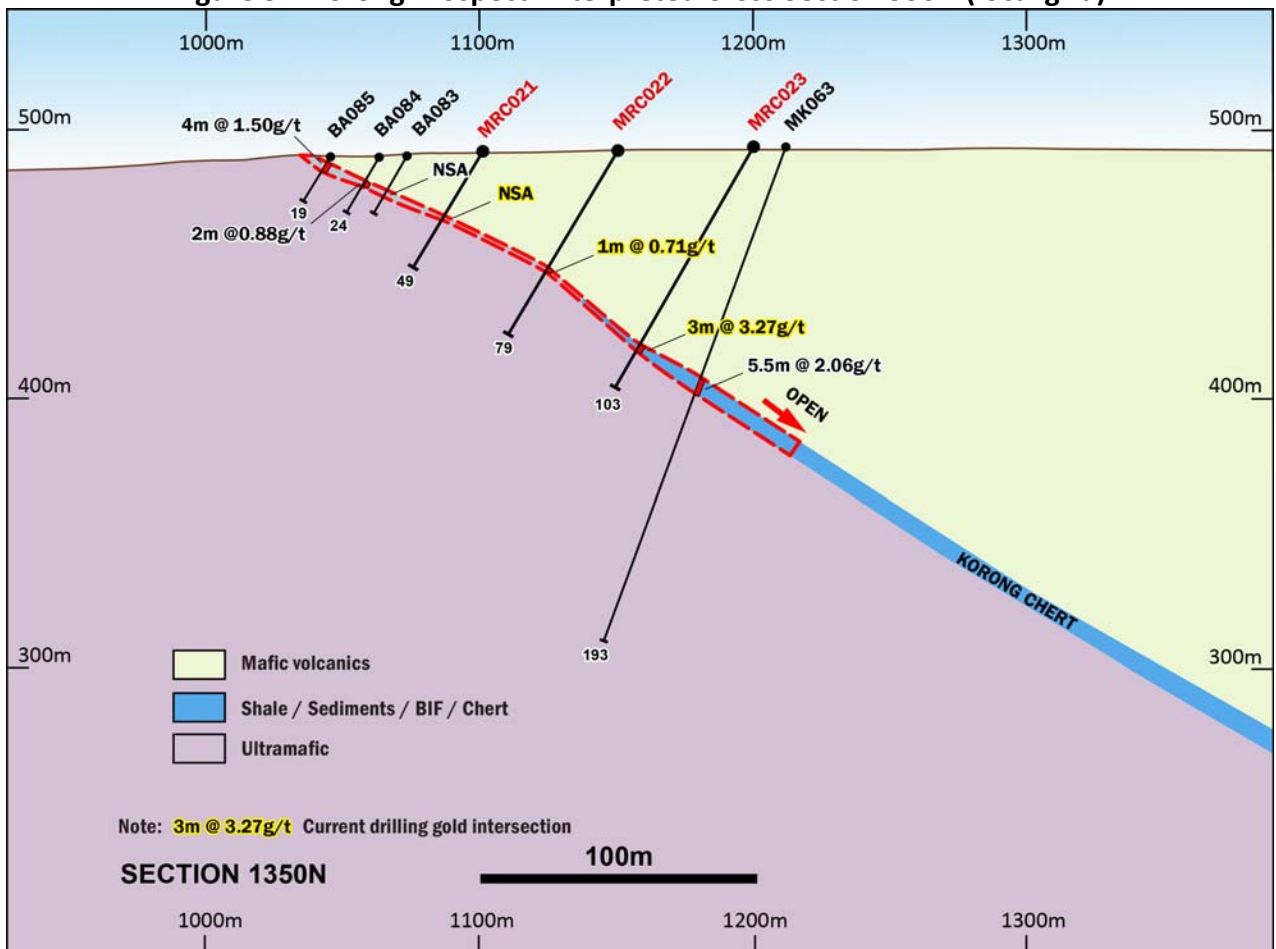 1000m 1100m 1200m 1300m
500m 500m
BA085
BA084
BA083
MRC021
MRC022
MRC023
MK063
4m @ 1.50g/t
NSA
NSA
19
24
2m @0.88g/t
49
1m @ 0.71g/t
79
3m @ 3.27g/t
5.5m @ 2.06g/t
103
OPEN
400m 400m
KORONG CHERT
193
300m 300m
Mafic volcanics
Shale / Sediments / BIF / Chert
Ultramafic
Note: 3m @ 3.27g/t Current drilling gold intersection
SECTION 1350N
100m
1000m 1100m 1200m 1300m